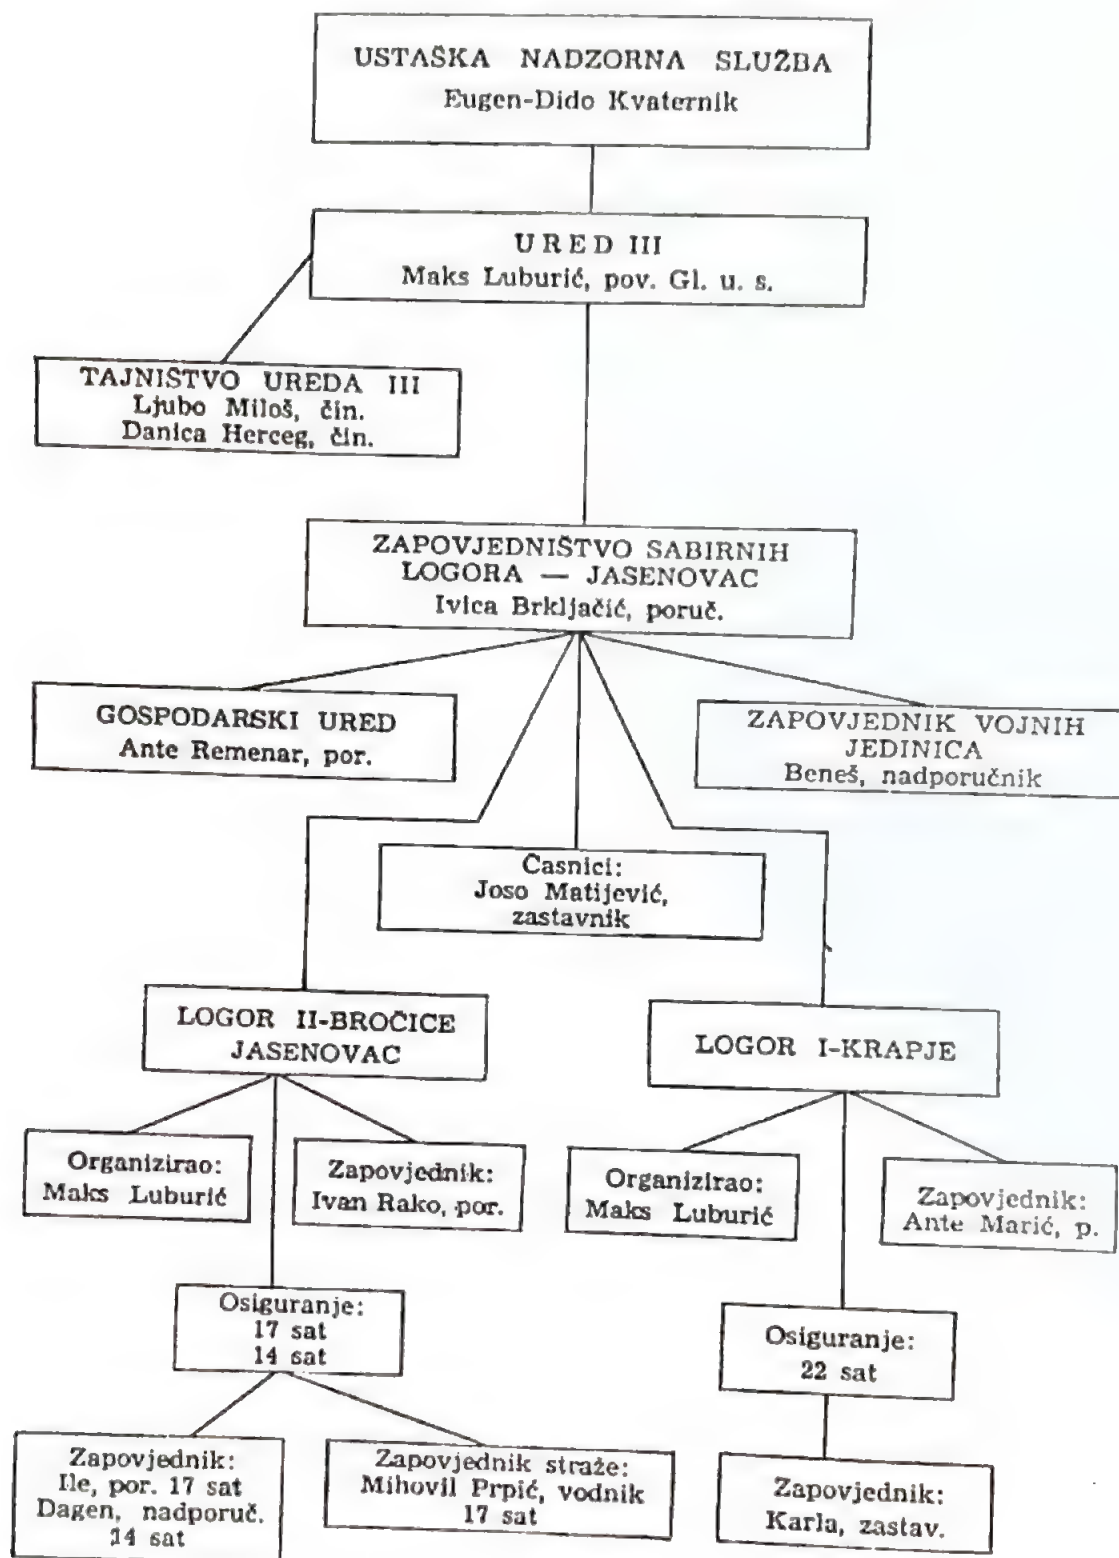 USTAŠKA NADZORNA SLUŽBA
Eugen-Dido Kvaternik
URED III
Maks Luburić, pov. Gl. u. s.
TAJNIŠTVO UREDA III
Ljubo Miloš, čin.
Danica Herceg, čin.
ZAPOVJEDNIŠTVO SABIRNIH
LOGORA — JASENOVAC
Ivica Brkljačić, poruč.
GOSPODARSKI URED
Ante Remenar, por.
ZAPOVJEDNIK VOJNIH
JEDINICA
Beneš, nadporučnik
Časnici:
Joso Matijević,
zastavnik
LOGOR II-BROČICE
JASENOVAC
LOGOR I-KRAPJE
Organizirao:
Maks Luburić
Zapovjednik:
Ivan Rako, por.
Organizirao:
Maks Luburić
Zapovjednik:
Ante Marić, p.
Osiguranje:
17 sat
14 sat
Osiguranje:
22 sat
Zapovjednik:
Ile, por. 17 sat
Dagen, nadporuč.
14 sat
Zapovjednik straže:
Mihovil Prpić, vodnik
17 sat
Zapovjednik:
Karla, zastav.